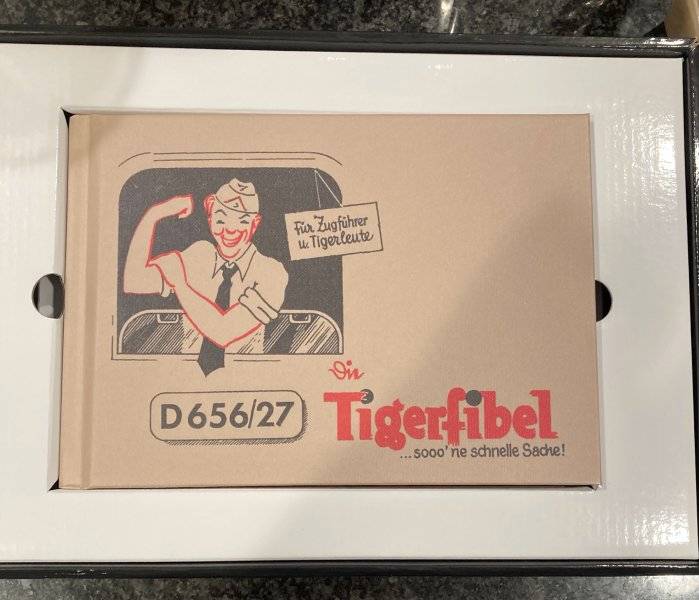 Für Zugführer
u. Tigerleute
Die
D 656/27
Tigerfibel
...sooo' ne schnelle Sache!